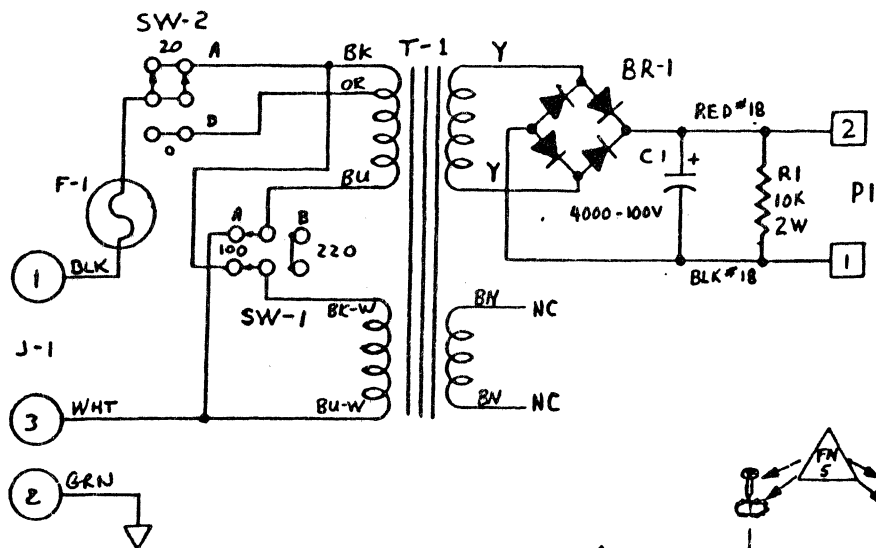 SW-2
20
A
BK
T-1
Y
BR-1
OR
RED #18
2
D
0
C1
+
F-1
BU
Y
R1
10K
2W
P1
4000-100V
A
B
100
220
1
BLK
BLK #18
1
SW-1
BK-W
BN
NC
J-1
3
WHT
BU-W
BN
NC
2
GRN
FN
5